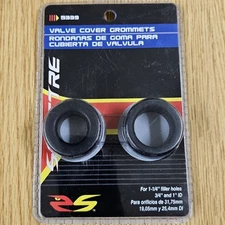 5333
VALVE COVER GROMMETS
RONDANAS DE GOMA PARA
CUBIERTA DE VALVULA
TRE
For 1-1/4" filler holes
3/4" and 1" ID
Para orificios de 31,75mm
19,05mm y 25,4mm DI